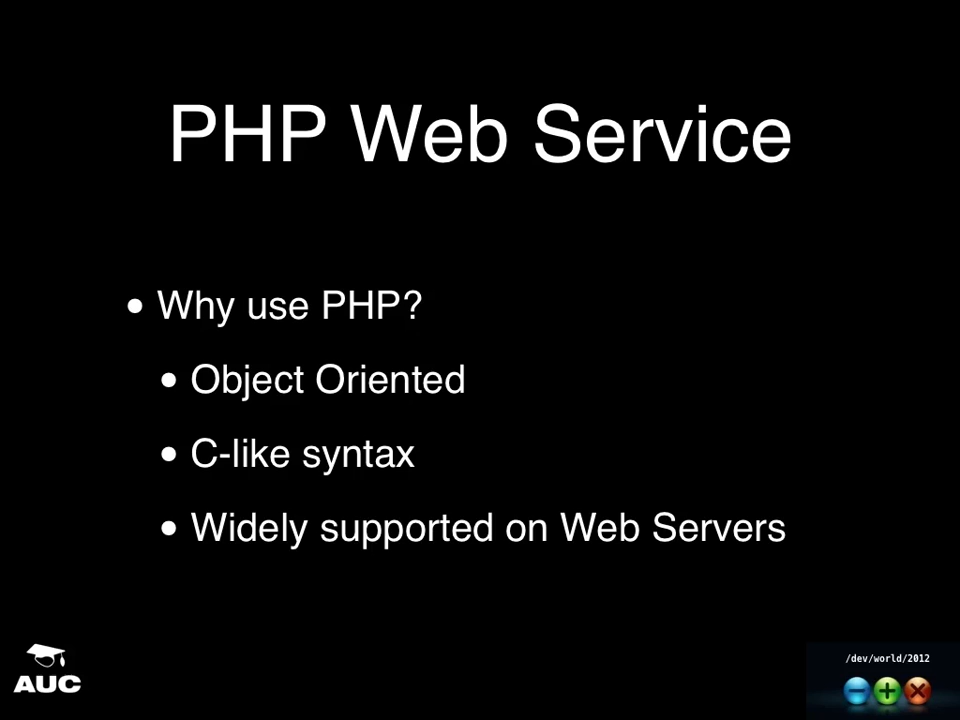 PHP Web Service
• Why use PHP?
• Object Oriented
• C-like syntax
• Widely supported on Web Servers
AUC
/dev/world/2012